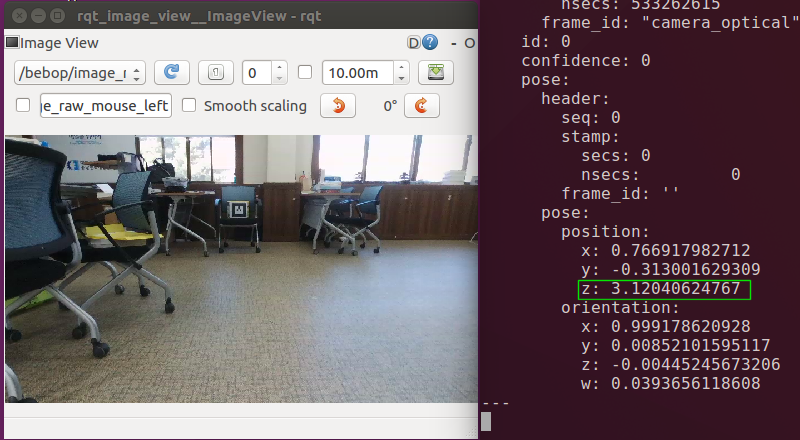 rqt_image_view__ImageView - rqt
Image View
D
- O
/bebop/image_r
0
10.00m
ge_raw_mouse_left
Smooth scaling
0°
nsecs: 533262615
frame_id: "camera_optical"
id: 0
confidence: 0
pose:
header:
seq: 0
stamp:
secs: 0
nsecs: 0
frame_id: ''
pose:
position:
x: 0.766917982712
y: -0.313001629309
z: 3.12040624767
orientation:
x: 0.999178620928
y: 0.00852101595117
z: -0.00445245673206
w: 0.0393656118608
---